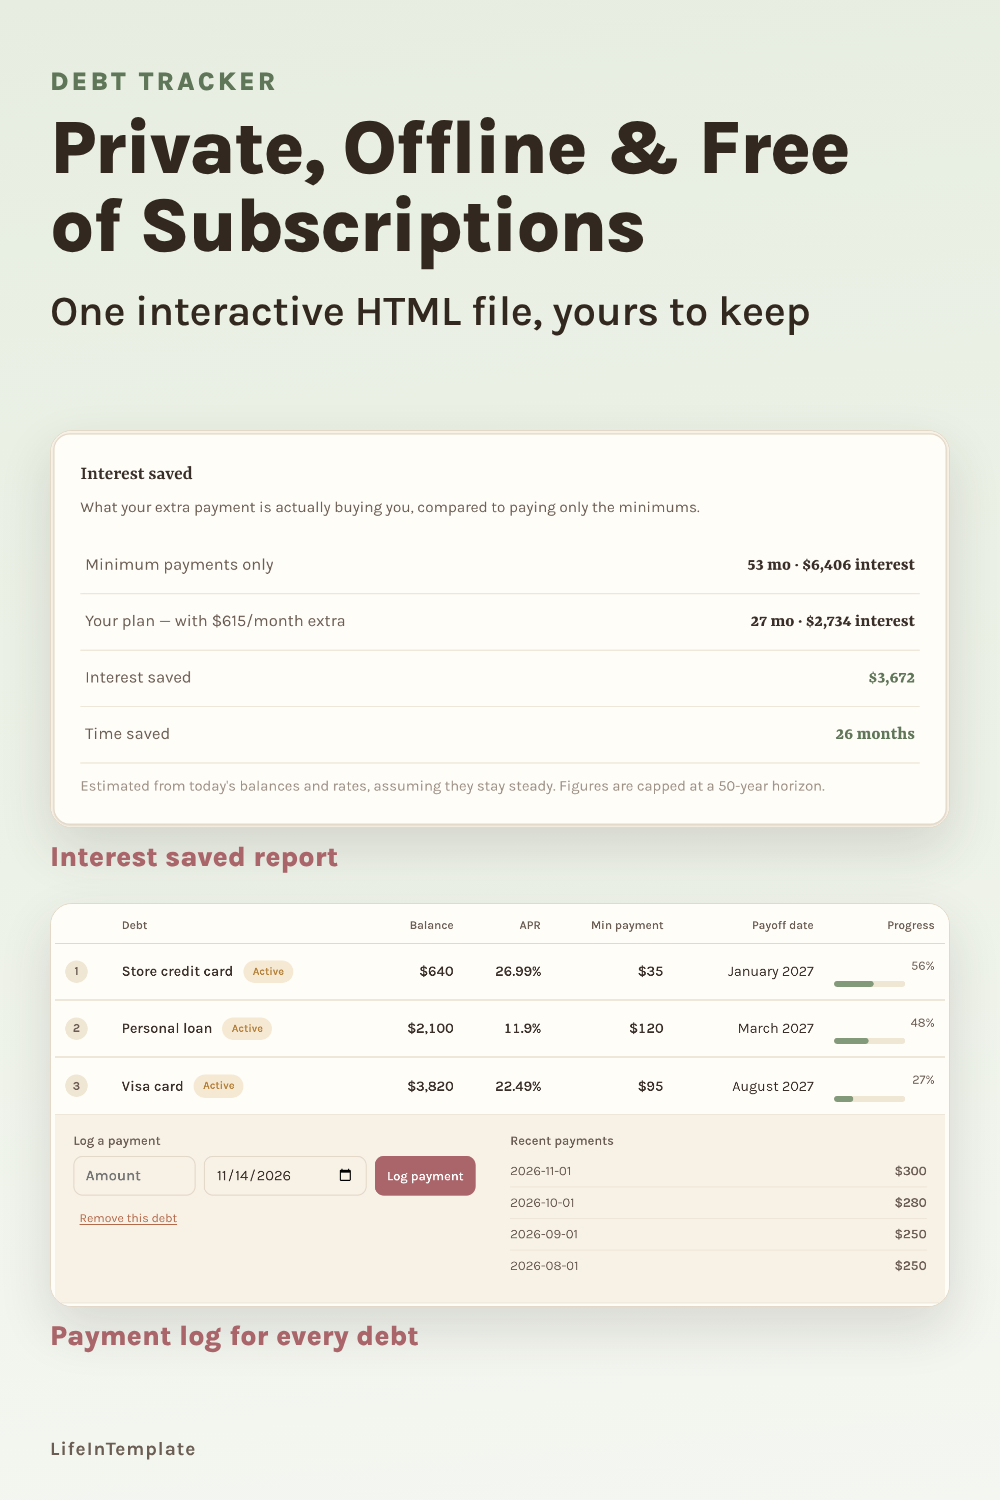 DEBT TRACKER
Private, Offline & Free
of Subscriptions
One interactive HTML file, yours to keep
Interest saved
What your extra payment is actually buying you, compared to paying only the minimums.
Minimum payments only 53 mo · $6,406 interest
Your plan — with $615/month extra 27 mo · $2,734 interest
Interest saved $3,672
Time saved 26 months
Estimated from today's balances and rates, assuming they stay steady. Figures are capped at a 50-year horizon.
Interest saved report
Debt Balance APR Min payment Payoff date Progress
1 Store credit card Active $640 26.99% $35 January 2027 56%
2 Personal loan Active $2,100 11.9% $120 March 2027 48%
3 Visa card Active $3,820 22.49% $95 August 2027 27%
Log a payment
Amount 11/14/2026 Log payment
Remove this debt
Recent payments
2026-11-01 $300
2026-10-01 $280
2026-09-01 $250
2026-08-01 $250
Payment log for every debt
LifeInTemplate